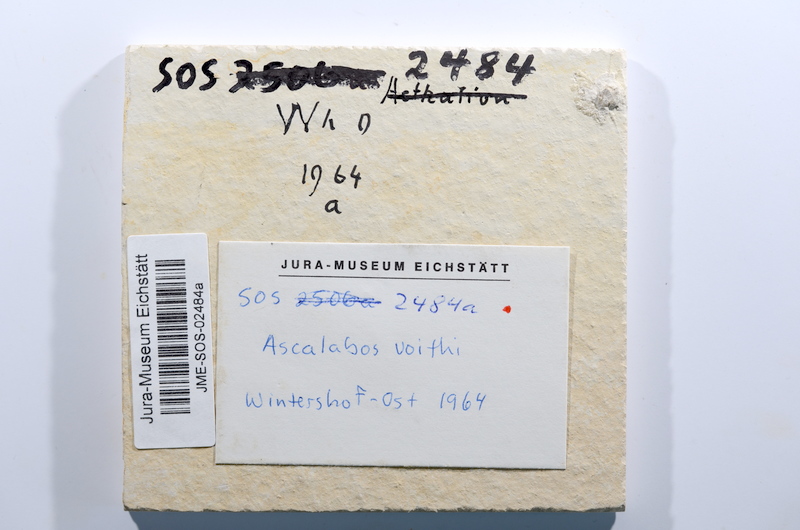 SOS 2506a 2484
Aethalion
Wh O
1964
a
Jura-Museum Eichstätt
JME-SOS-02484a
JURA-MUSEUM EICHSTÄTT
SOS 2506a 2484a
Ascalabos voithi
Wintershof-Ost 1964